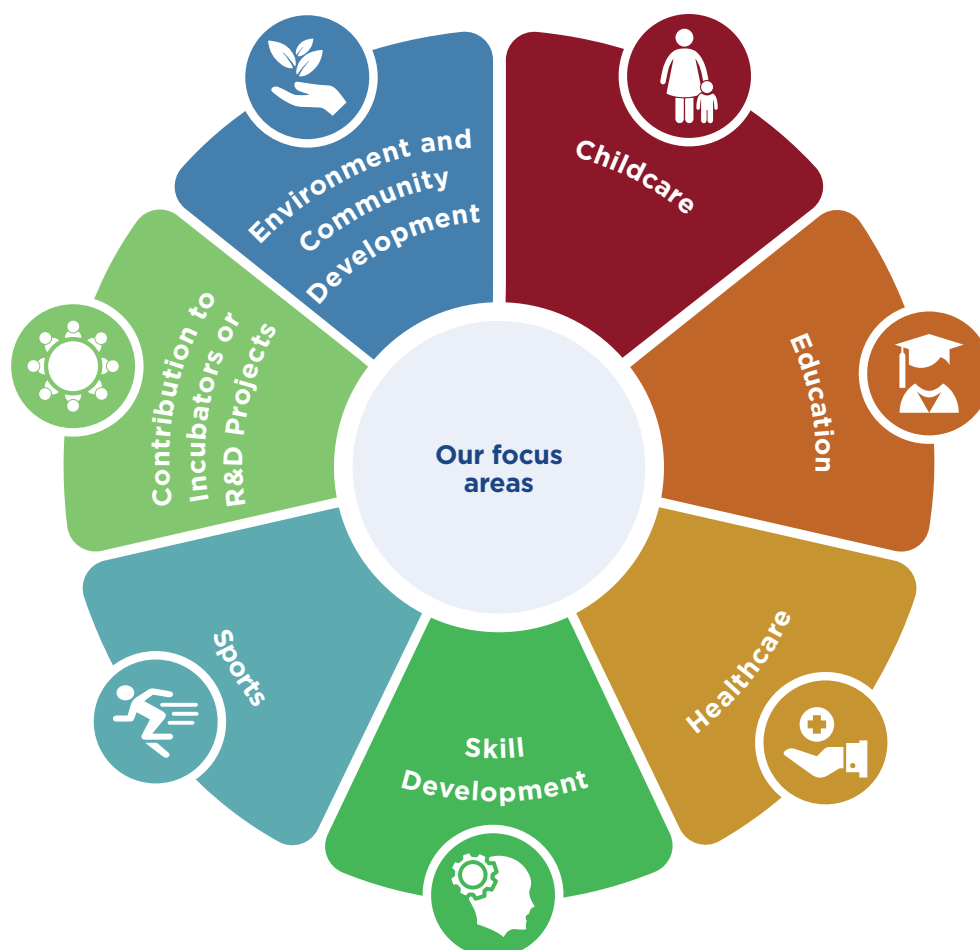 Our focus
areas
Childcare
Education
Healthcare
Skill
Development
Sports
Contribution to
Incubators or
R&D Projects
Environment and
Community
Development